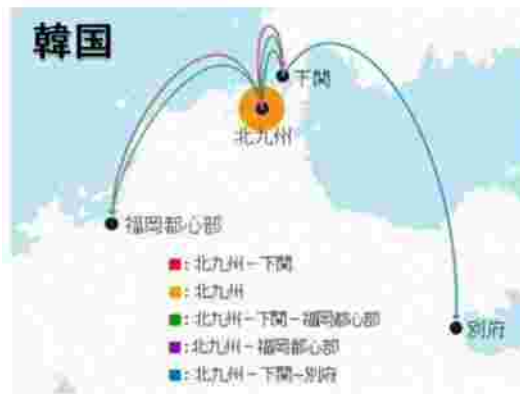 韓国
下関
北九州
福岡都心部
■: 北九州－下関
■: 北九州
■: 北九州－下関－福岡都心部
■: 北九州－福岡都心部
■: 北九州－下関－別府
別府